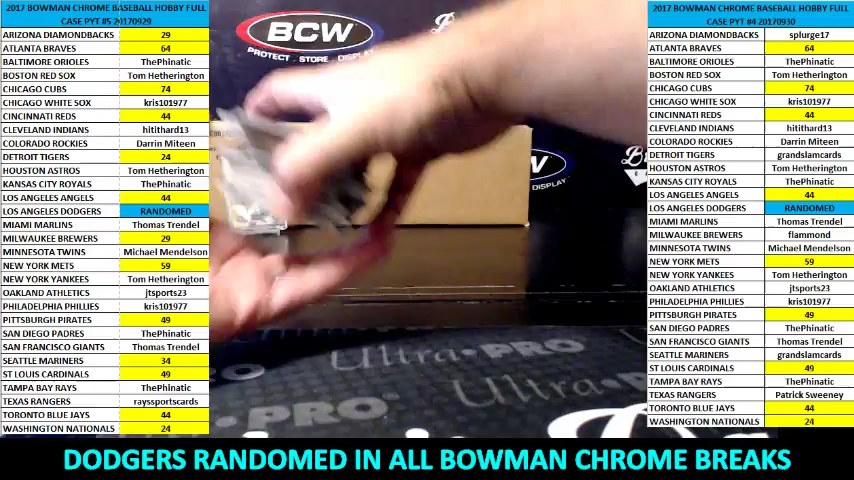 2017 BOWMAN CHROME BASEBALL HOBBY FULL
CASE PYT #5 20170929
ARIZONA DIAMONDBACKS 29
ATLANTA BRAVES 64
BALTIMORE ORIOLES ThePhinatic
BOSTON RED SOX Tom Hetherington
CHICAGO CUBS 74
CHICAGO WHITE SOX kris101977
CINCINNATI REDS 44
CLEVELAND INDIANS hitithard13
COLORADO ROCKIES Darrin Miteen
DETROIT TIGERS 24
HOUSTON ASTROS Tom Hetherington
KANSAS CITY ROYALS ThePhinatic
LOS ANGELES ANGELS 44
LOS ANGELES DODGERS RANDOMED
MIAMI MARLINS Thomas Trendel
MILWAUKEE BREWERS 29
MINNESOTA TWINS Michael Mendelson
NEW YORK METS 59
NEW YORK YANKEES Tom Hetherington
OAKLAND ATHLETICS jtsports23
PHILADELPHIA PHILLIES kris101977
PITTSBURGH PIRATES 49
SAN DIEGO PADRES ThePhinatic
SAN FRANCISCO GIANTS Thomas Trendel
SEATTLE MARINERS 34
ST LOUIS CARDINALS 49
TAMPA BAY RAYS ThePhinatic
TEXAS RANGERS rayssportscards
TORONTO BLUE JAYS 44
WASHINGTON NATIONALS 24
BCW
PROTECT . STORE . DISPLAY
DISPLAY
Ultra PRO
Ultra PRO
PRO
2017 BOWMAN CHROME BASEBALL HOBBY FULL
CASE PYT #4 20170930
ARIZONA DIAMONDBACKS splurge17
ATLANTA BRAVES 64
BALTIMORE ORIOLES ThePhinatic
BOSTON RED SOX Tom Hetherington
CHICAGO CUBS 74
CHICAGO WHITE SOX kris101977
CINCINNATI REDS 44
CLEVELAND INDIANS hitithard13
COLORADO ROCKIES Darrin Miteen
DETROIT TIGERS grandslamcards
HOUSTON ASTROS Tom Hetherington
KANSAS CITY ROYALS ThePhinatic
LOS ANGELES ANGELS 44
LOS ANGELES DODGERS RANDOMED
MIAMI MARLINS Thomas Trendel
MILWAUKEE BREWERS flammond
MINNESOTA TWINS Michael Mendelson
NEW YORK METS 59
NEW YORK YANKEES Tom Hetherington
OAKLAND ATHLETICS jtsports23
PHILADELPHIA PHILLIES kris101977
PITTSBURGH PIRATES 49
SAN DIEGO PADRES ThePhinatic
SAN FRANCISCO GIANTS Thomas Trendel
SEATTLE MARINERS grandslamcards
ST LOUIS CARDINALS 49
TAMPA BAY RAYS ThePhinatic
TEXAS RANGERS Patrick Sweeney
TORONTO BLUE JAYS 44
WASHINGTON NATIONALS 24
DODGERS RANDOMED IN ALL BOWMAN CHROME BREAKS